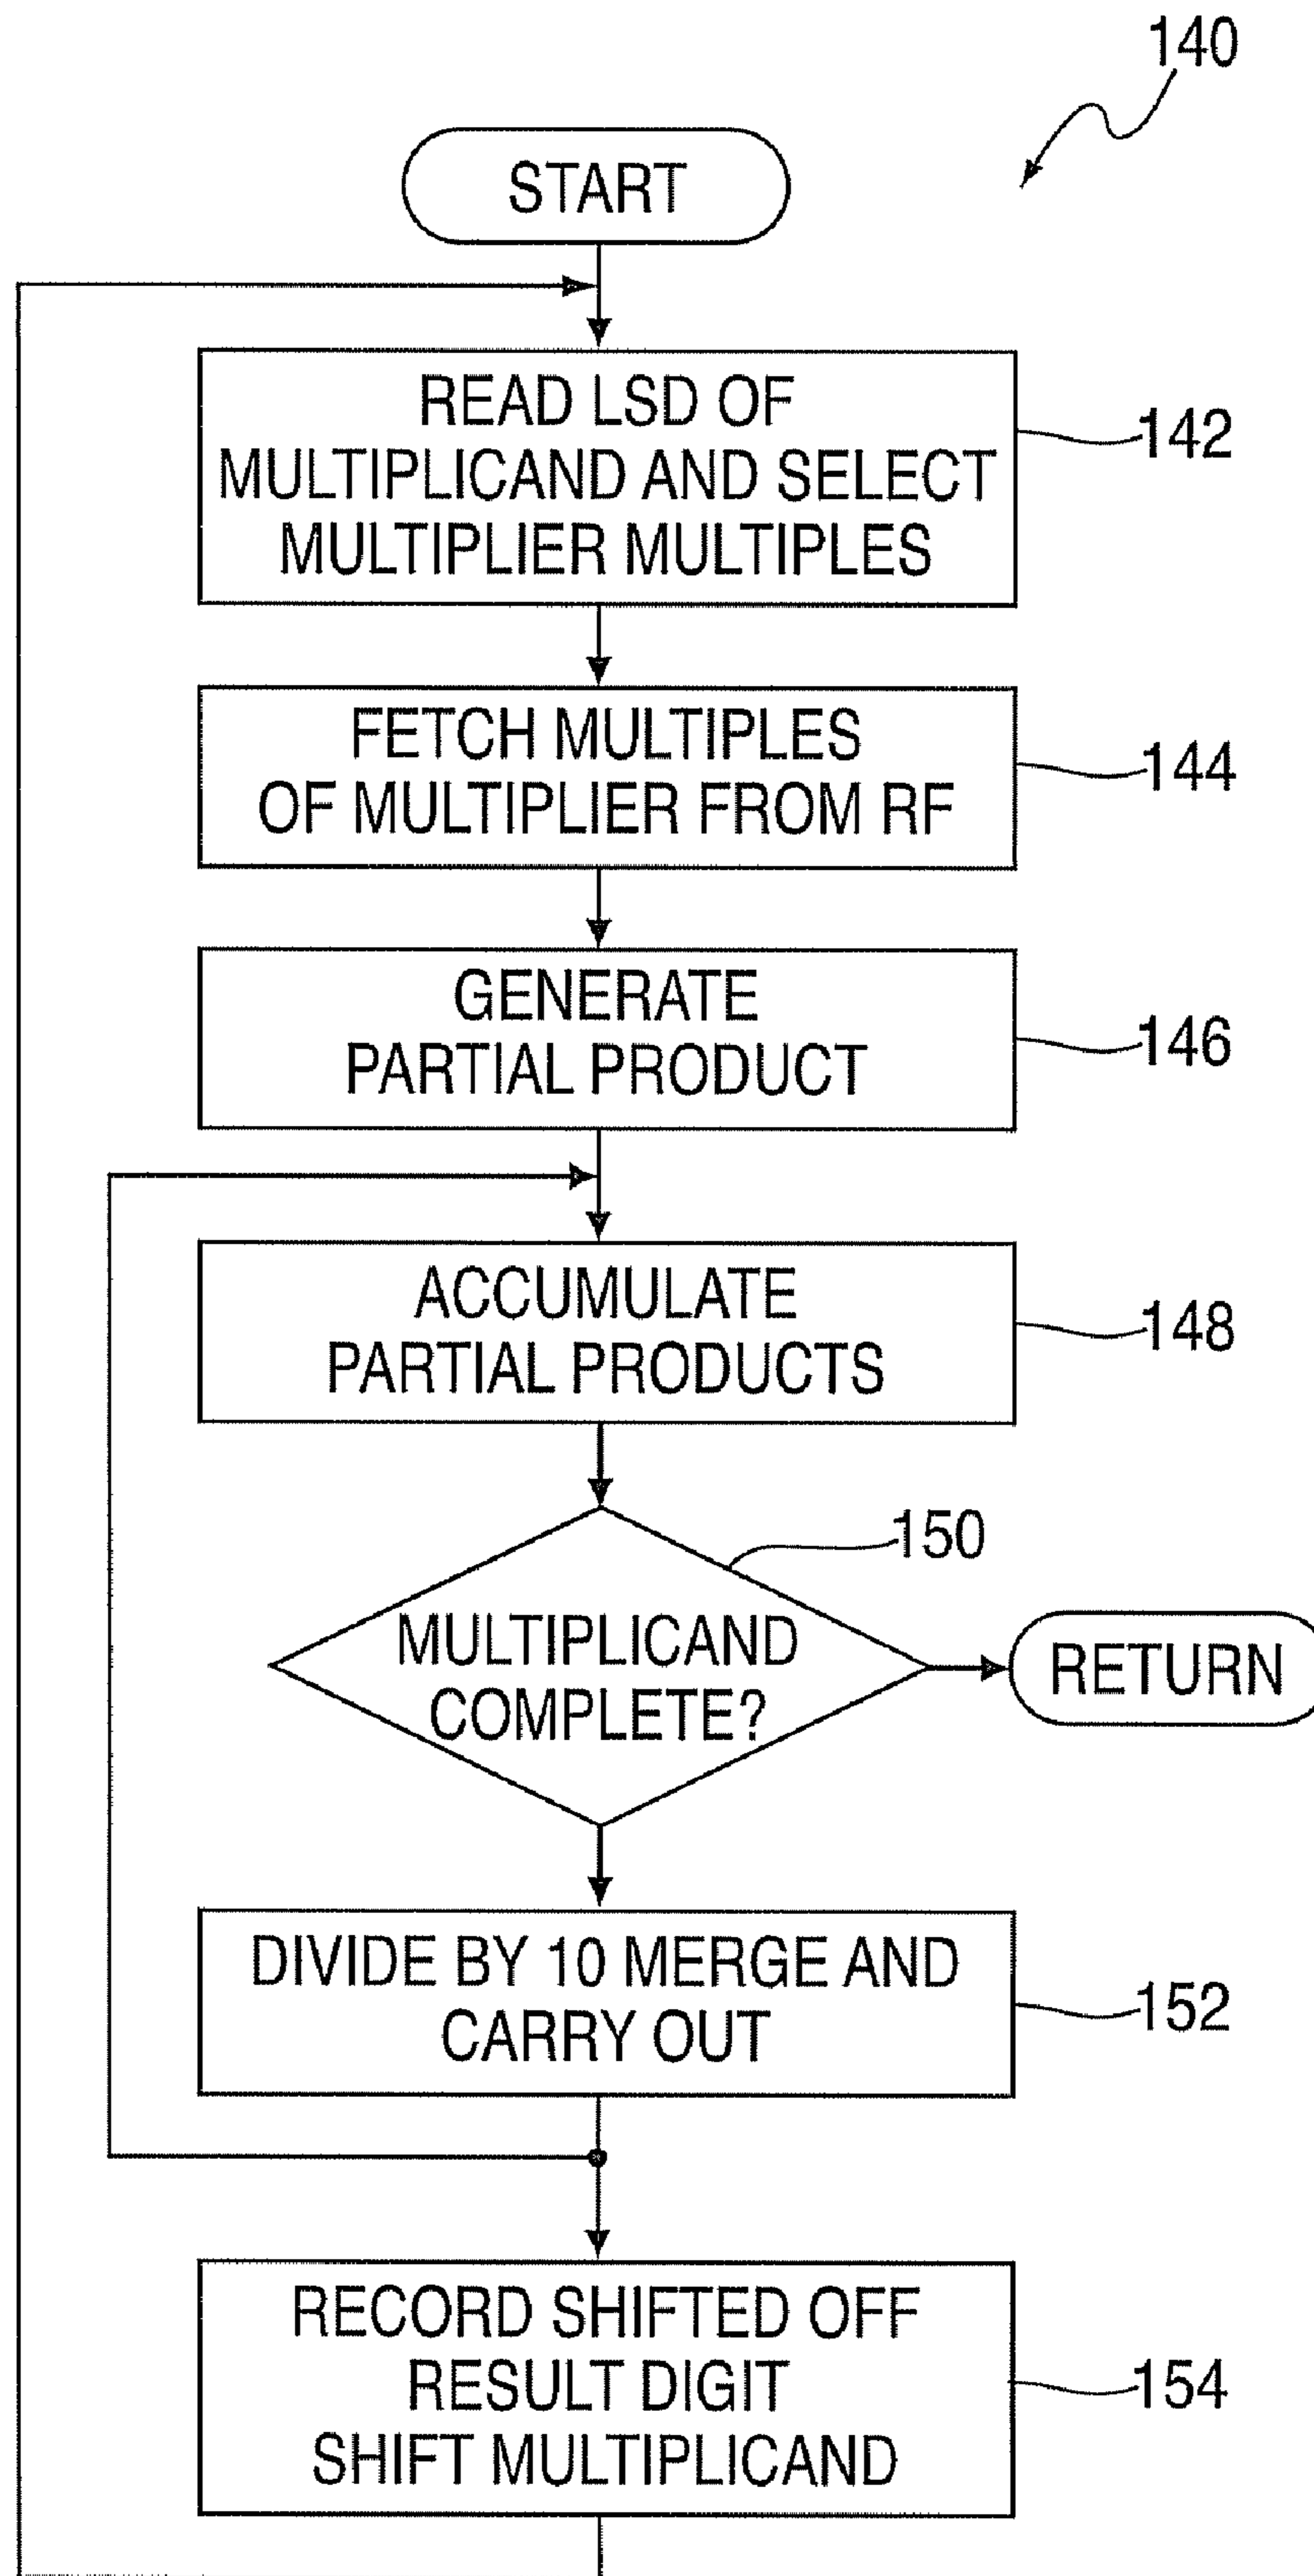 140
START
READ LSD OF
MULTIPLICAND AND SELECT
MULTIPLIER MULTIPLES
142
FETCH MULTIPLES
OF MULTIPLIER FROM RF
144
GENERATE
PARTIAL PRODUCT
146
ACCUMULATE
PARTIAL PRODUCTS
148
150
MULTIPLICAND
COMPLETE?
RETURN
DIVIDE BY 10 MERGE AND
CARRY OUT
152
RECORD SHIFTED OFF
RESULT DIGIT
SHIFT MULTIPLICAND
154